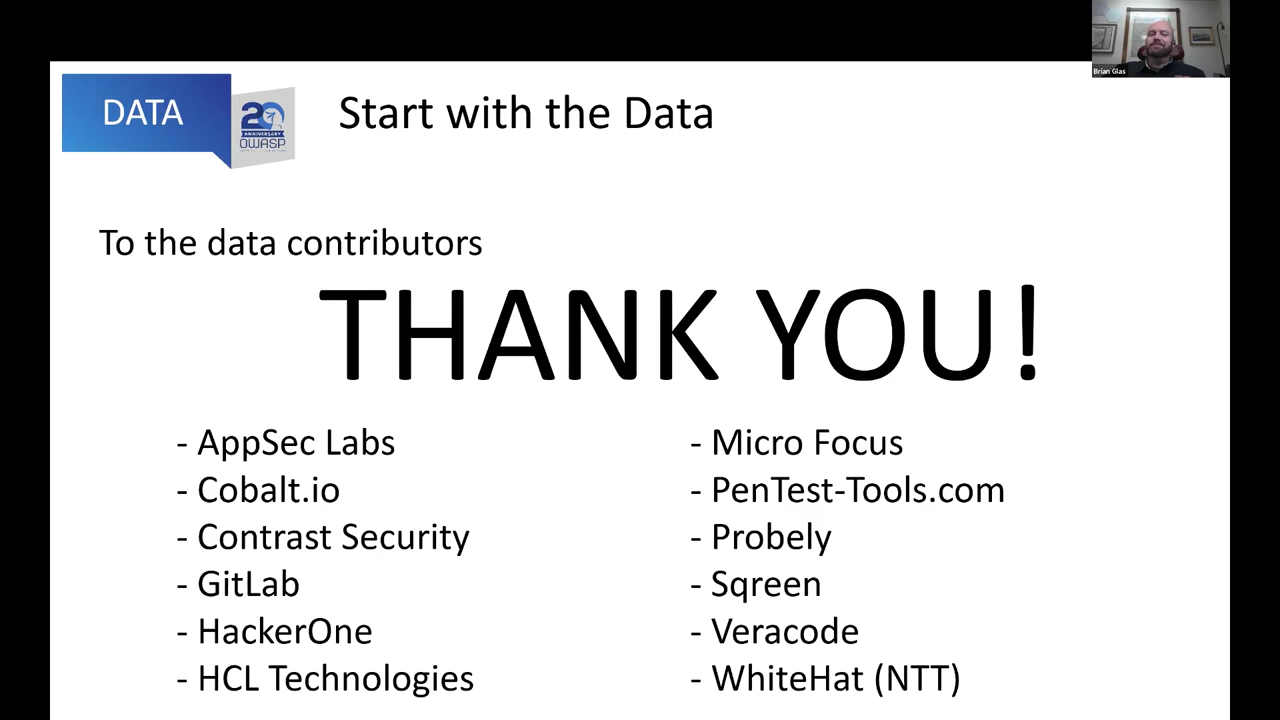 Brian Glas
DATA
20
ANNIVERSARY
OWASP
Start with the Data
To the data contributors
THANK YOU!
- AppSec Labs
- Cobalt.io
- Contrast Security
- GitLab
- HackerOne
- HCL Technologies
- Micro Focus
- PenTest-Tools.com
- Probely
- Sqreen
- Veracode
- WhiteHat (NTT)